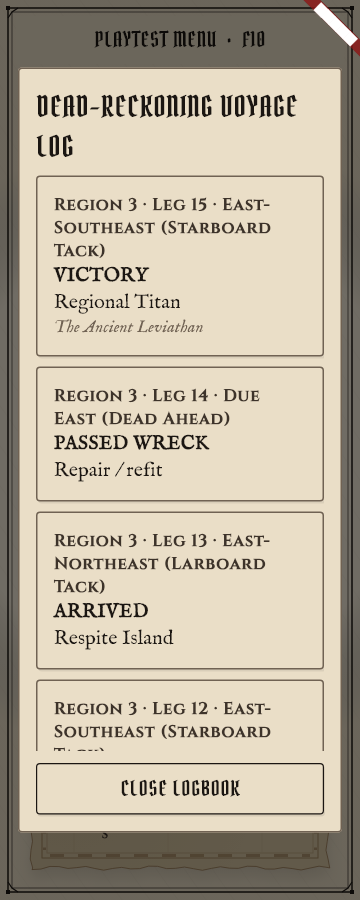 PLAYTEST MENU · F10
DEAD-RECKONING VOYAGE
LOG
REGION 3 · LEG 15 · EAST-
SOUTHEAST (STARBOARD
TACK)
VICTORY
Regional Titan
The Ancient Leviathan
REGION 3 · LEG 14 · DUE
EAST (DEAD AHEAD)
PASSED WRECK
Repair / refit
REGION 3 · LEG 13 · EAST-
NORTHEAST (LARBOARD
TACK)
ARRIVED
Respite Island
REGION 3 · LEG 12 · EAST-
SOUTHEAST (STARBOARD
TACK)
CLOSE LOGBOOK